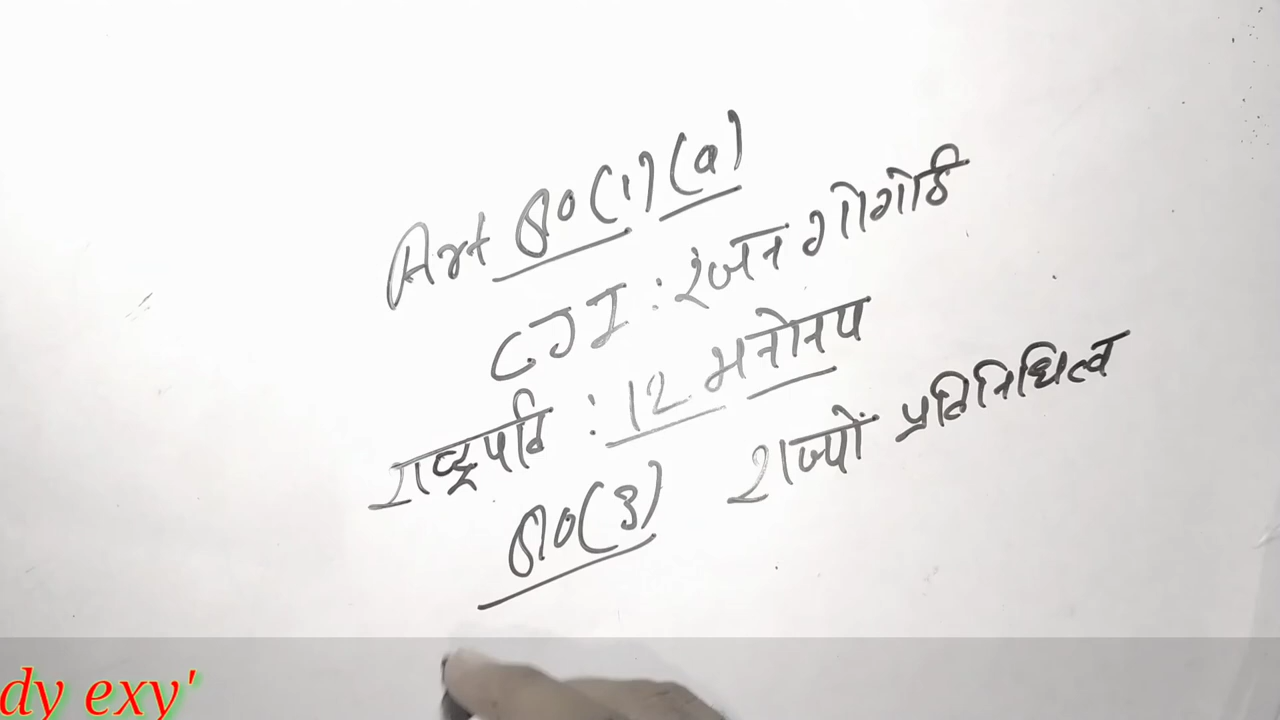 Art 80(1)(a)
CJI : रंजन गोगोई
राष्ट्रपति : 12 मनोनय
80(3) राज्यों प्रतिनिधित्व
dy exy'